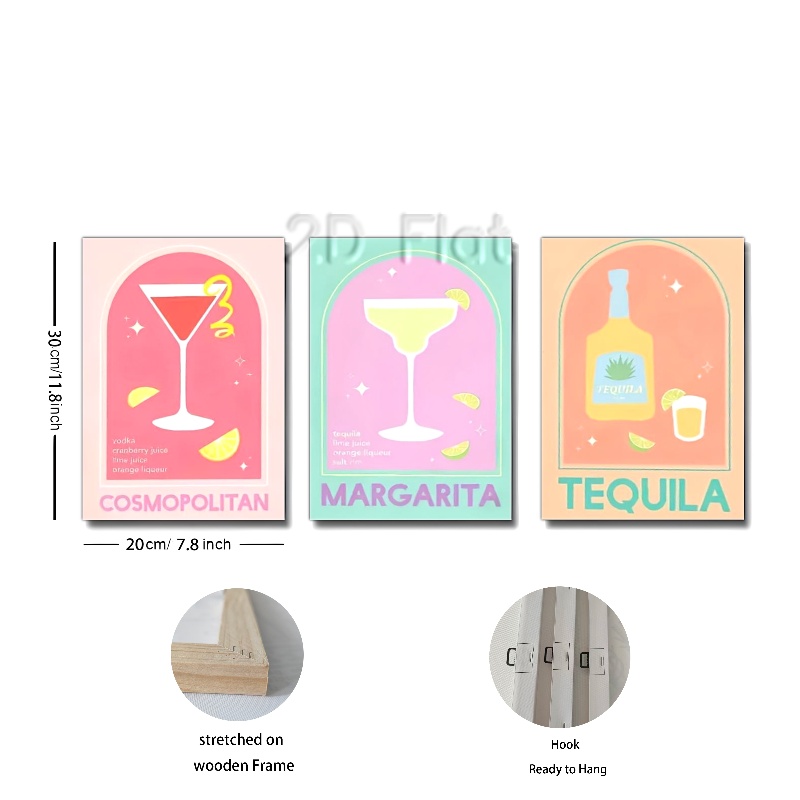 2D Flat
30cm/11.8inch
vodka
cranberry juice
lime juice
orange liqueur
COSMOPOLITAN
tequila
lime juice
orange liqueur
salt
MARGARITA
TEQUILA
TEQUILA
20cm/ 7.8 inch
stretched on
wooden Frame
Hook
Ready to Hang